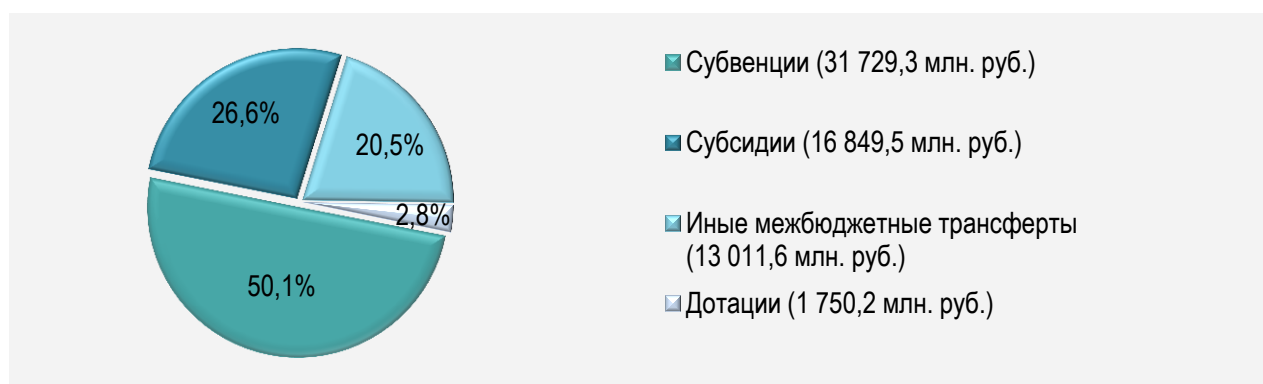 26,6%
20,5%
2,8%
50,1%
Субвенции (31 729,3 млн. руб.)
Субсидии (16 849,5 млн. руб.)
Иные межбюджетные трансферты
(13 011,6 млн. руб.)
Дотации (1 750,2 млн. руб.)